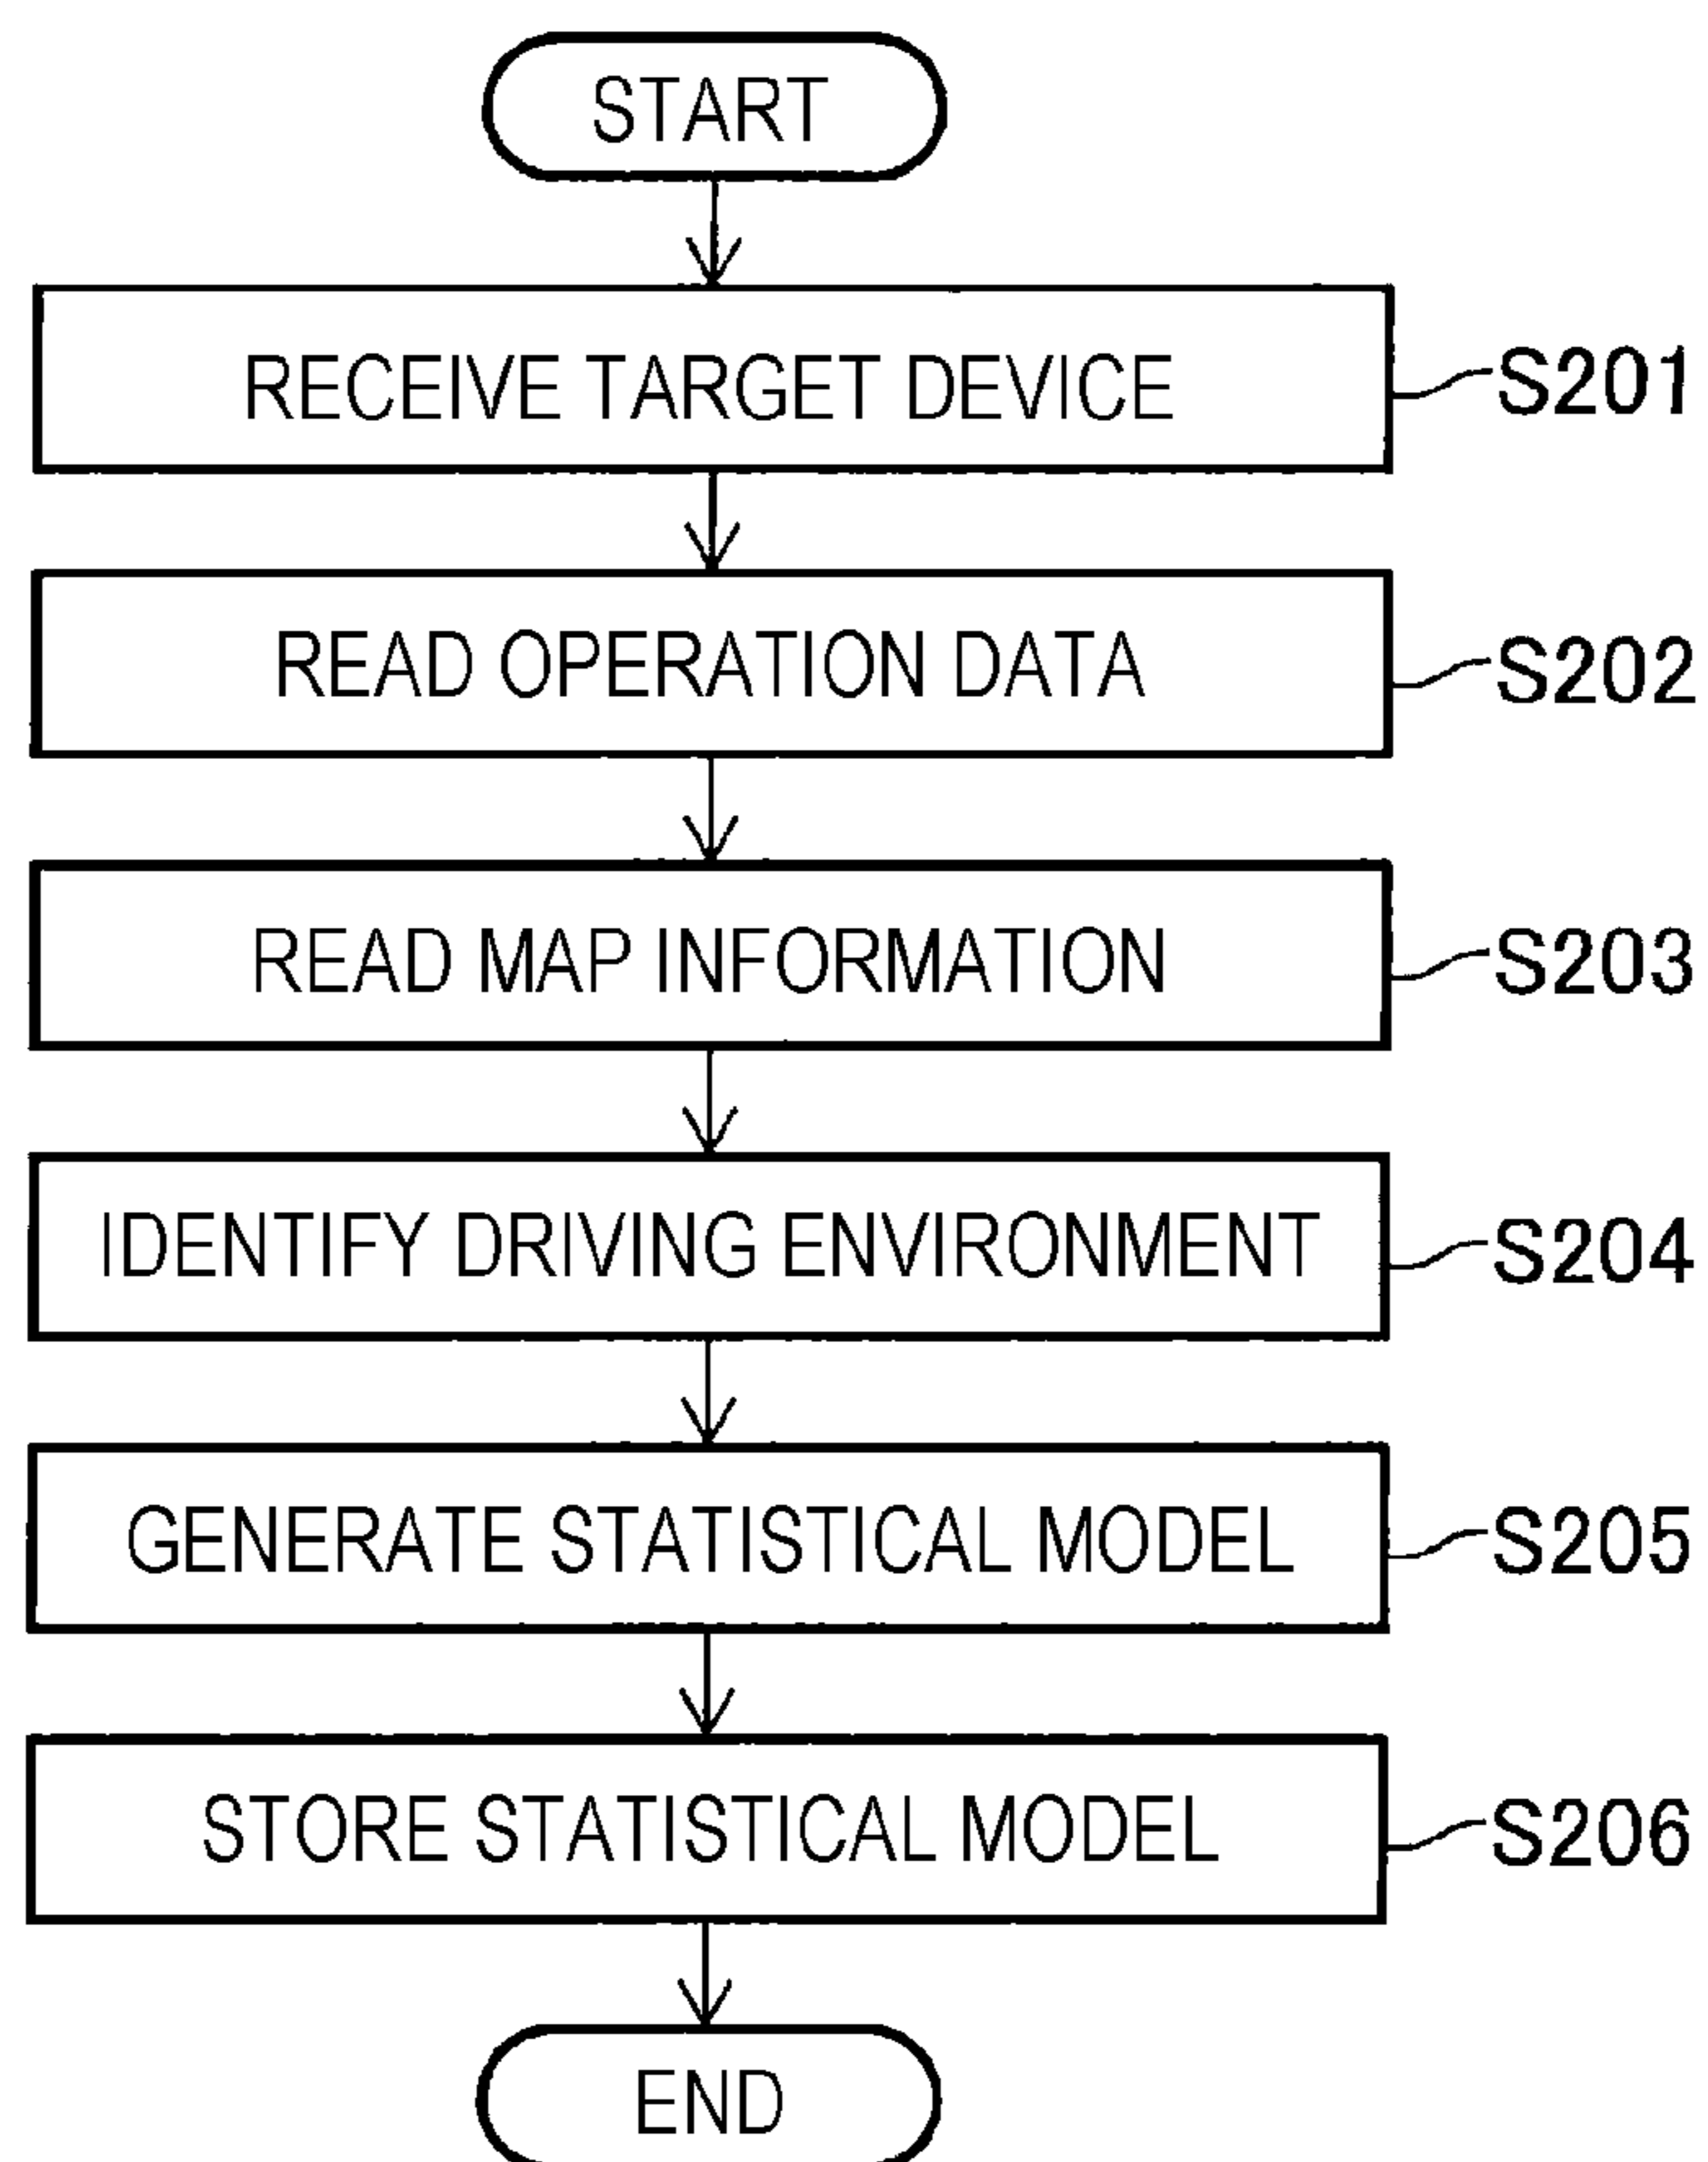 START
RECEIVE TARGET DEVICE S201
READ OPERATION DATA S202
READ MAP INFORMATION S203
IDENTIFY DRIVING ENVIRONMENT S204
GENERATE STATISTICAL MODEL S205
STORE STATISTICAL MODEL S206
END